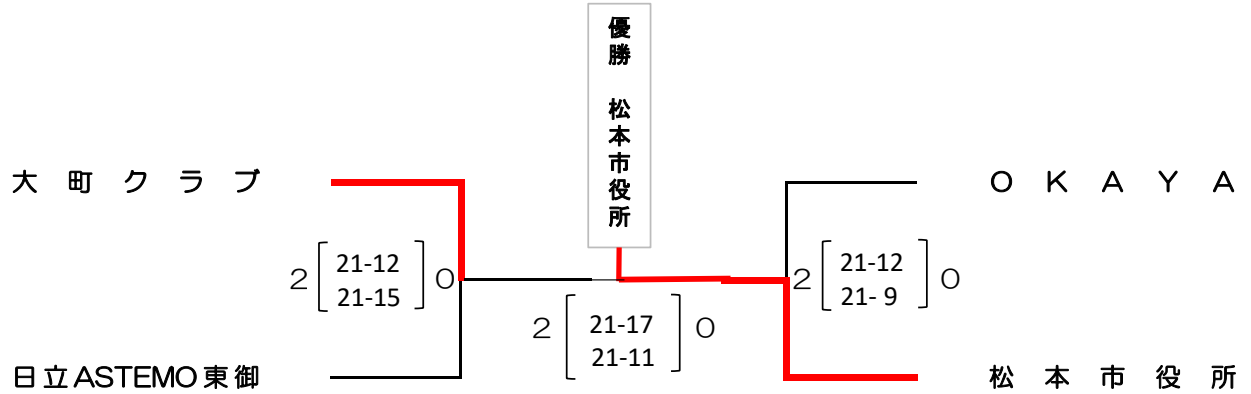 優勝　松本市役所
大町クラブ
OKAYA
2 [ 21-12 ] 0
21-15
2 [ 21-12 ] 0
21- 9
2 [ 21-17 ] 0
21-11
日立ASTEMO東御
松本市役所